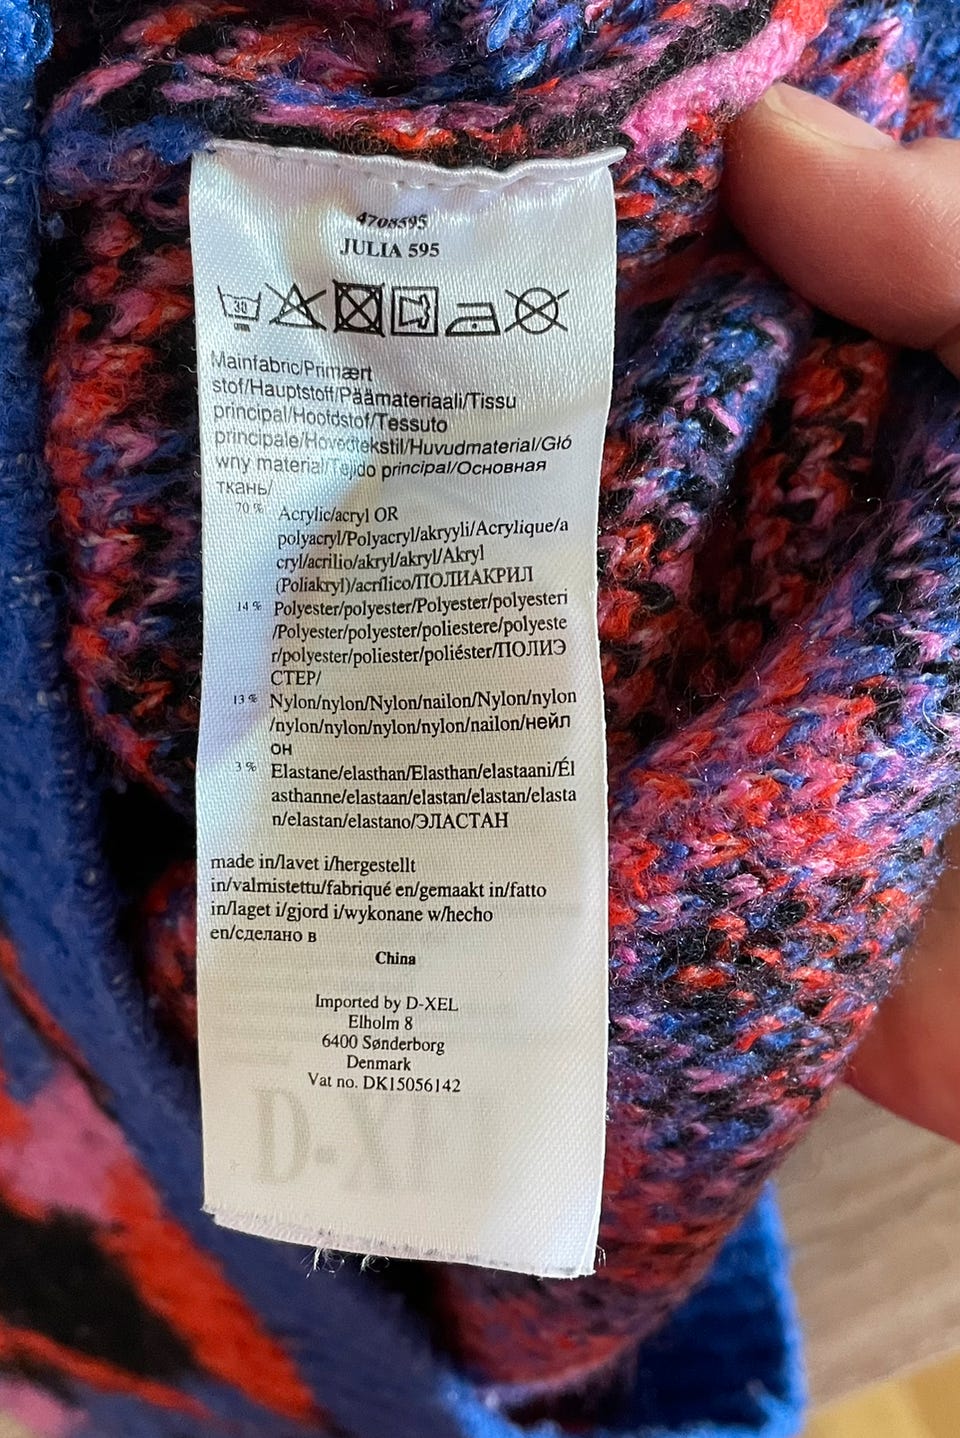 4708595
JULIA 595
30
Mainfabric/Primært
stof/Hauptstoff/Päämateriaali/Tissu
principal/Hoofdstof/Tessuto
principale/Hovedtekstil/Huvudmaterial/Głó
wny material/Tejido principal/Основная
ткань/
70 % Acrylic/acryl OR
polyacryl/Polyacryl/akryyli/Acrylique/a
cryl/acrilio/akryl/akryl/Akryl
(Poliakryl)/acrílico/ПОЛИАКРИЛ
14 % Polyester/polyester/Polyester/polyesteri
/Polyester/polyester/poliestere/polyeste
r/polyester/poliester/poliéster/ПОЛИЭ
СТЕР/
13 % Nylon/nylon/Nylon/nailon/Nylon/nylon
/nylon/nylon/nylon/nylon/nailon/нейл
он
3 % Elastane/elasthan/Elasthan/elastaani/Él
asthanne/elastaan/elastan/elastan/elasta
n/elastan/elastano/ЭЛАСТАН
made in/lavet i/hergestellt
in/valmistettu/fabriqué en/gemaakt in/fatto
in/laget i/gjord i/wykonane w/hecho
en/сделано в
China
Imported by D-XEL
Elholm 8
6400 Sønderborg
Denmark
Vat no. DK15056142
D-XEL